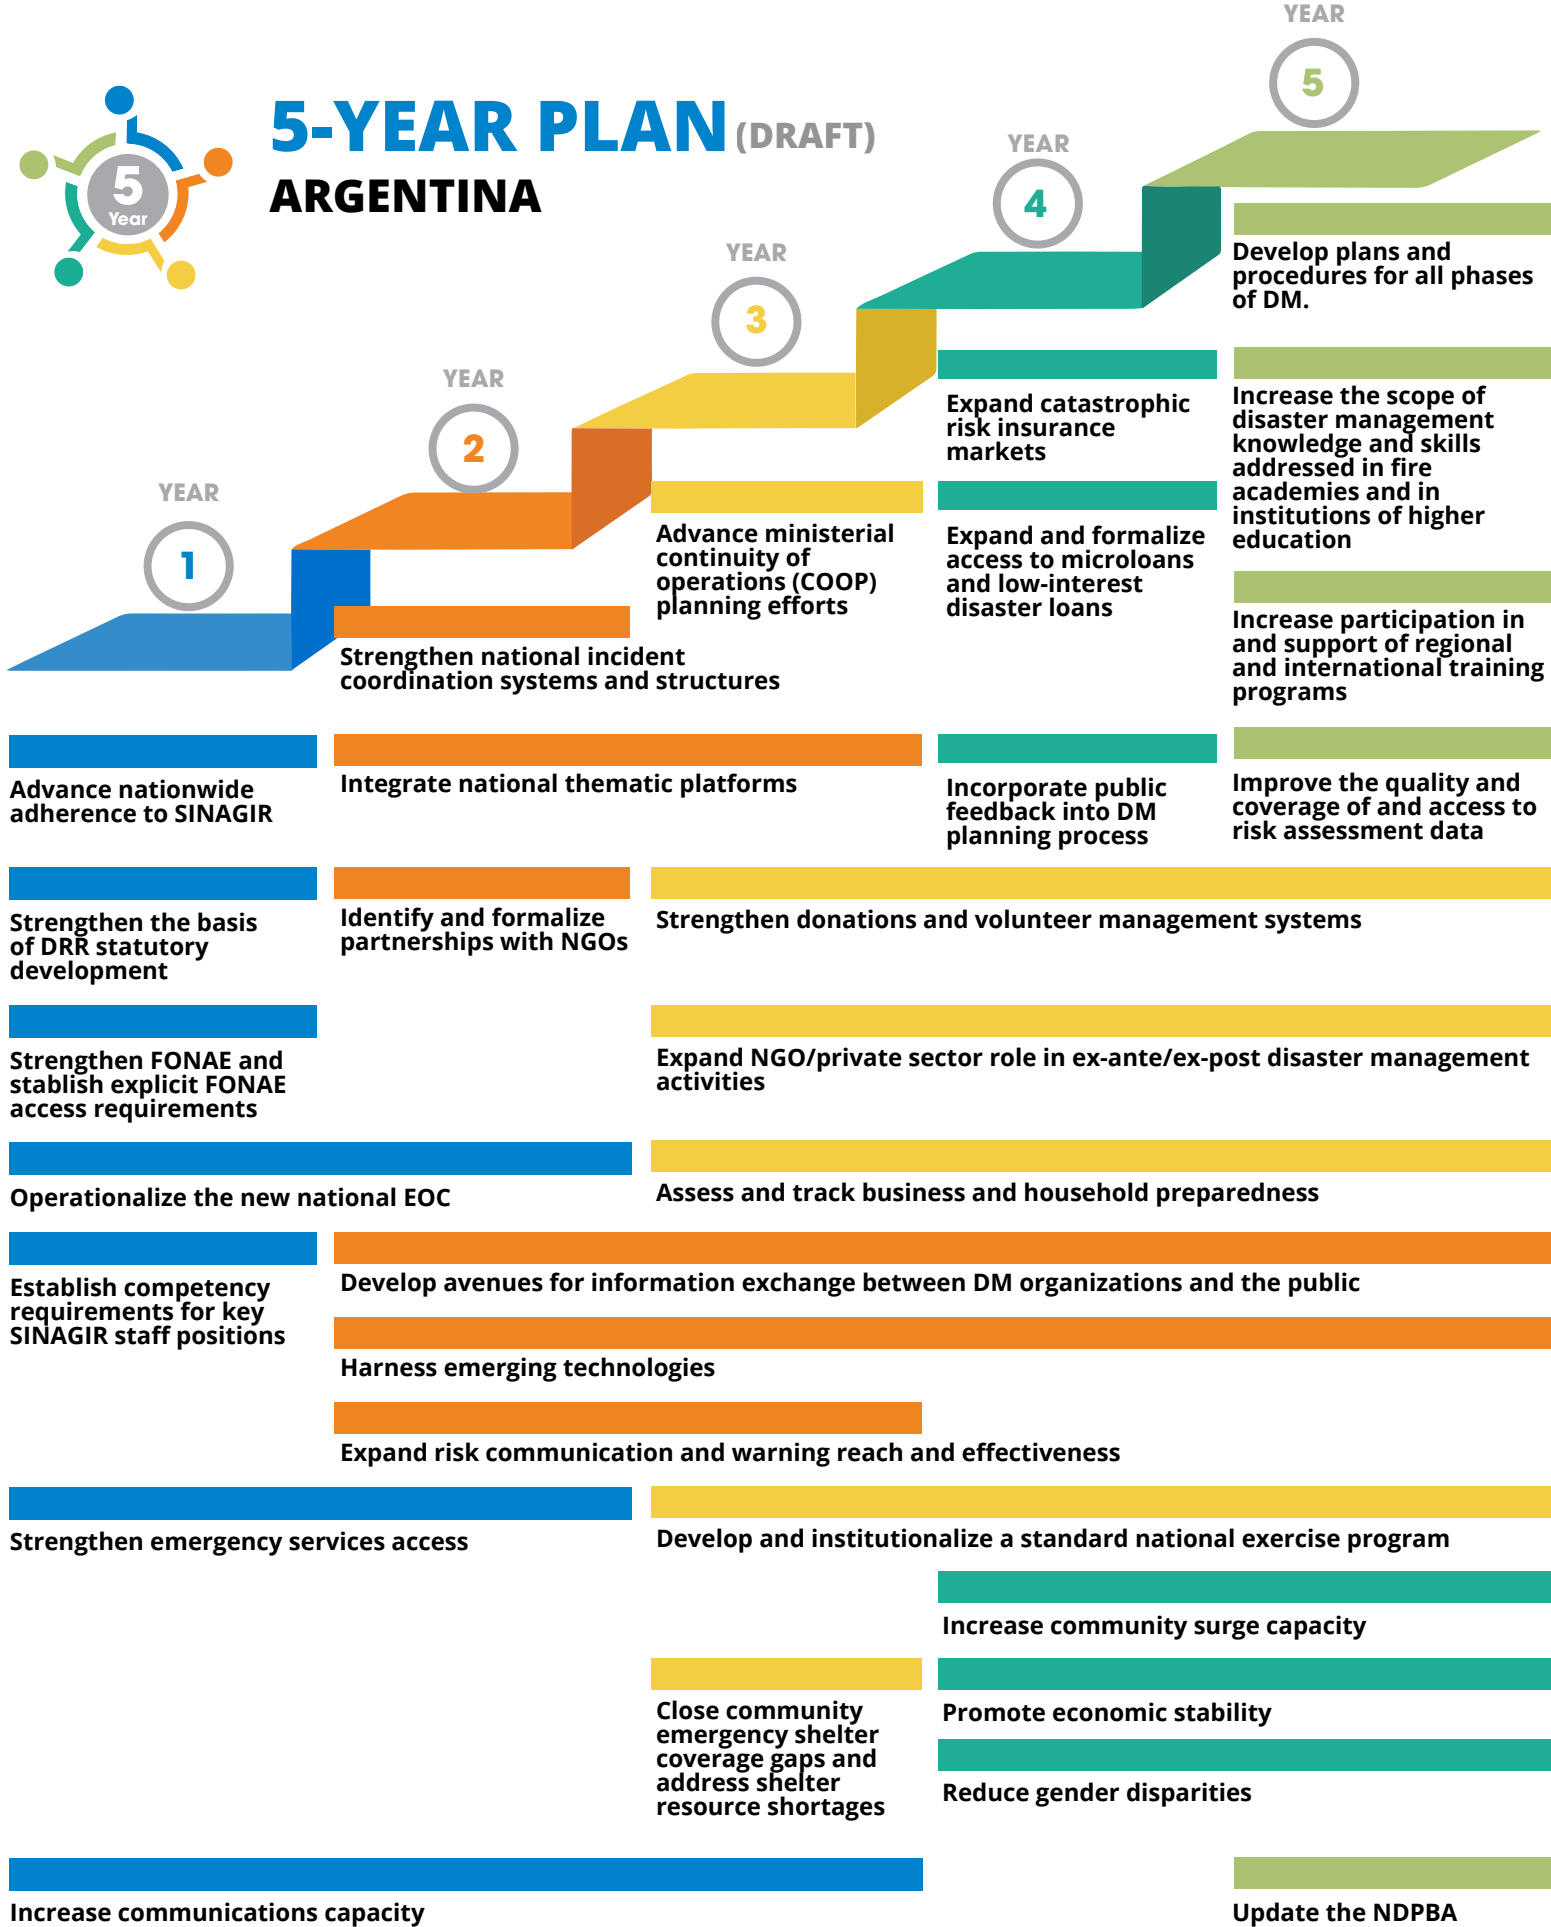 YEAR
5
5-YEAR PLAN (DRAFT)
ARGENTINA
5
Year
YEAR
4
YEAR
3
YEAR
2
YEAR
1
Develop plans and
procedures for all phases
of DM.
Expand catastrophic
risk insurance
markets
Increase the scope of
disaster management
knowledge and skills
addressed in fire
academies and in
institutions of higher
education
Advance ministerial
continuity of
operations (COOP)
planning efforts
Expand and formalize
access to microloans
and low-interest
disaster loans
Increase participation in
and support of regional
and international training
programs
Strengthen national incident
coordination systems and structures
Advance nationwide
adherence to SINAGIR
Integrate national thematic platforms
Incorporate public
feedback into DM
planning process
Improve the quality and
coverage of and access to
risk assessment data
Strengthen the basis
of DRR statutory
development
Identify and formalize
partnerships with NGOs
Strengthen donations and volunteer management systems
Strengthen FONAE and
stablish explicit FONAE
access requirements
Expand NGO/private sector role in ex-ante/ex-post disaster management
activities
Operationalize the new national EOC
Assess and track business and household preparedness
Establish competency
requirements for key
SINAGIR staff positions
Develop avenues for information exchange between DM organizations and the public
Harness emerging technologies
Expand risk communication and warning reach and effectiveness
Strengthen emergency services access
Develop and institutionalize a standard national exercise program
Increase community surge capacity
Close community
emergency shelter
coverage gaps and
address shelter
resource shortages
Promote economic stability
Reduce gender disparities
Increase communications capacity
Update the NDPBA